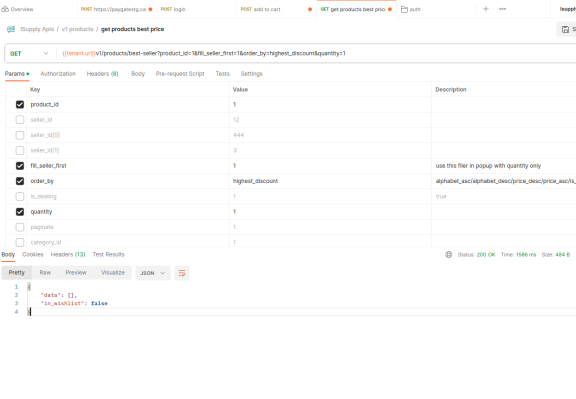 Overview POST https://paygatestg.ca POST login POST add to cart GET get products best price auth
ISupply Apis / v1 products / get products best price
GET {{tenant.url}}v1/products/best-seller?product_id=1&fill_seller_first=1&order_by=highest_discount&quantity=1
Params Authorization Headers (8) Body Pre-request Script Tests Settings
Key Value Description
product_id 1
seller_id 12
seller_id[0] 444
seller_id[1] 3
fill_seller_first 1 use this filer in popup with quantity only
order_by highest_discount alphabet_asc/alphabet_desc/price_desc/price_asc/is_
is_dealing 1 true
quantity 1
paginate 1
category_id 1
Body Cookies Headers (13) Test Results Status: 200 OK Time: 1586 ms Size: 484 B
Pretty Raw Preview Visualize JSON
1 {
2 "data": [],
3 "in_wishlist": false
4 }